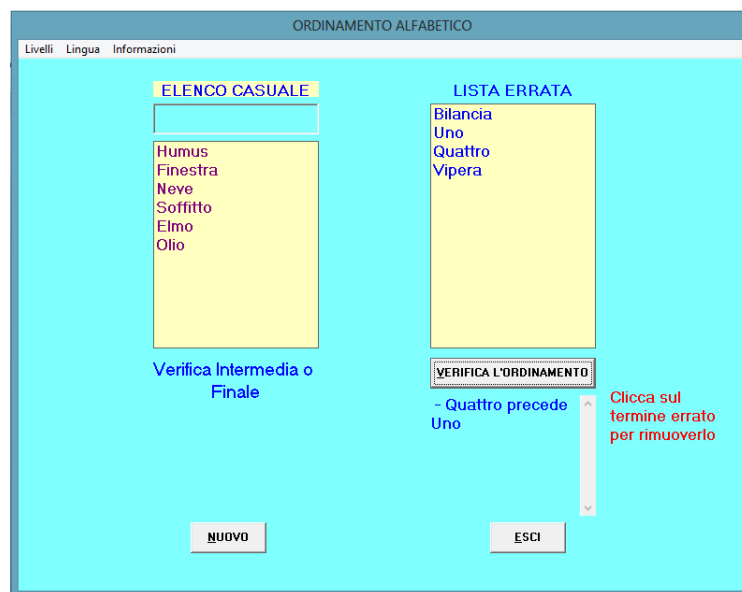 ORDINAMENTO ALFABETICO
Livelli Lingua Informazioni
ELENCO CASUALE
Humus
Finestra
Neve
Soffitto
Elmo
Olio
Verifica Intermedia o
Finale
LISTA ERRATA
Bilancia
Uno
Quattro
Vipera
VERIFICA L'ORDINAMENTO
- Quattro precede
Uno
Clicca sul
termine errato
per rimuoverlo
NUOVO
ESCI